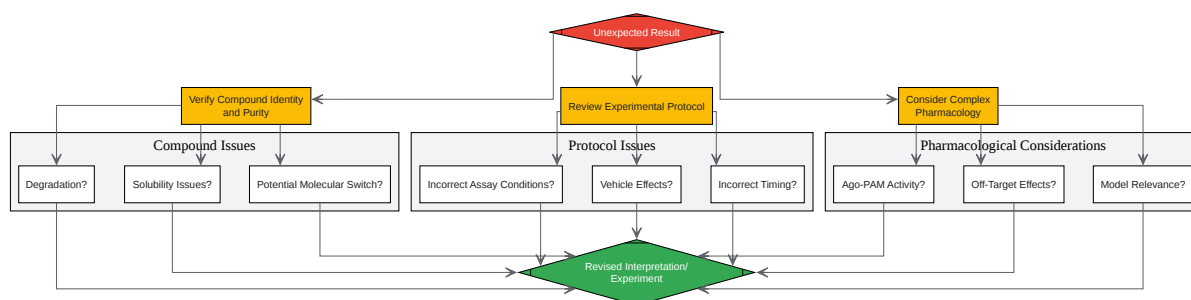 Unexpected Result
Verify Compound Identity
and Purity
Review Experimental Protocol
Consider Complex
Pharmacology
Compound Issues
Protocol Issues
Pharmacological Considerations
Degradation?
Solubility Issues?
Potential Molecular Switch?
Incorrect Assay Conditions?
Vehicle Effects?
Incorrect Timing?
Ago-PAM Activity?
Off-Target Effects?
Model Relevance?
Revised Interpretation/
Experiment